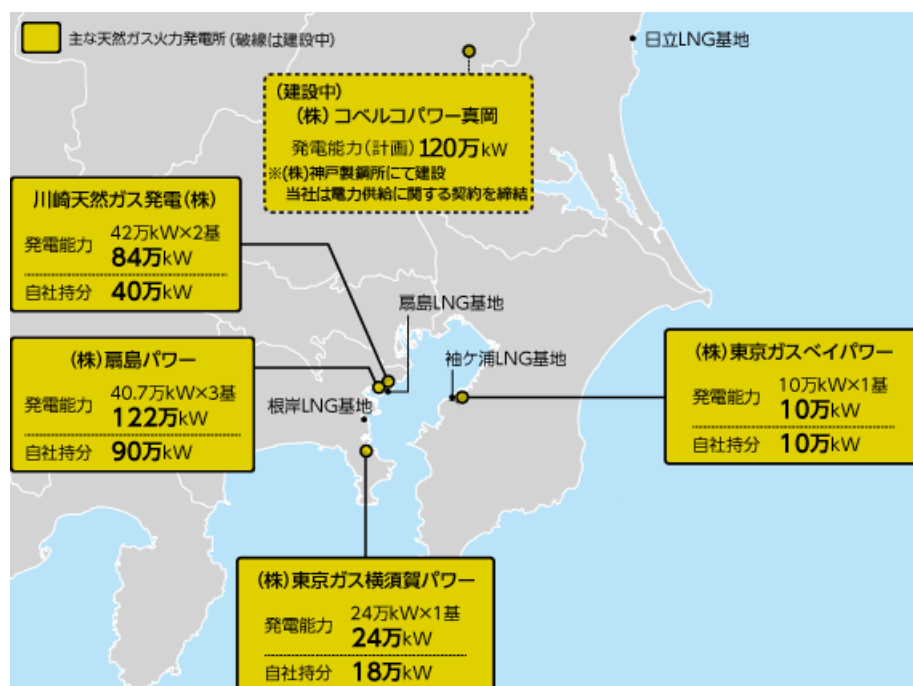 主な天然ガス火力発電所(破線は建設中)
日立LNG基地
(建設中)
(株)コベルコパワー真岡
発電能力(計画)120万kW
※(株)神戸製鋼所にて建設
当社は電力供給に関する契約を締結
川崎天然ガス発電(株)
発電能力 42万kW×2基
84万kW
自社持分 40万kW
扇島LNG基地
(株)扇島パワー
発電能力 40.7万kW×3基
122万kW
自社持分 90万kW
根岸LNG基地
袖ケ浦LNG基地
(株)東京ガスベイパワー
発電能力 10万kW×1基
10万kW
自社持分 10万kW
(株)東京ガス横須賀パワー
発電能力 24万kW×1基
24万kW
自社持分 18万kW